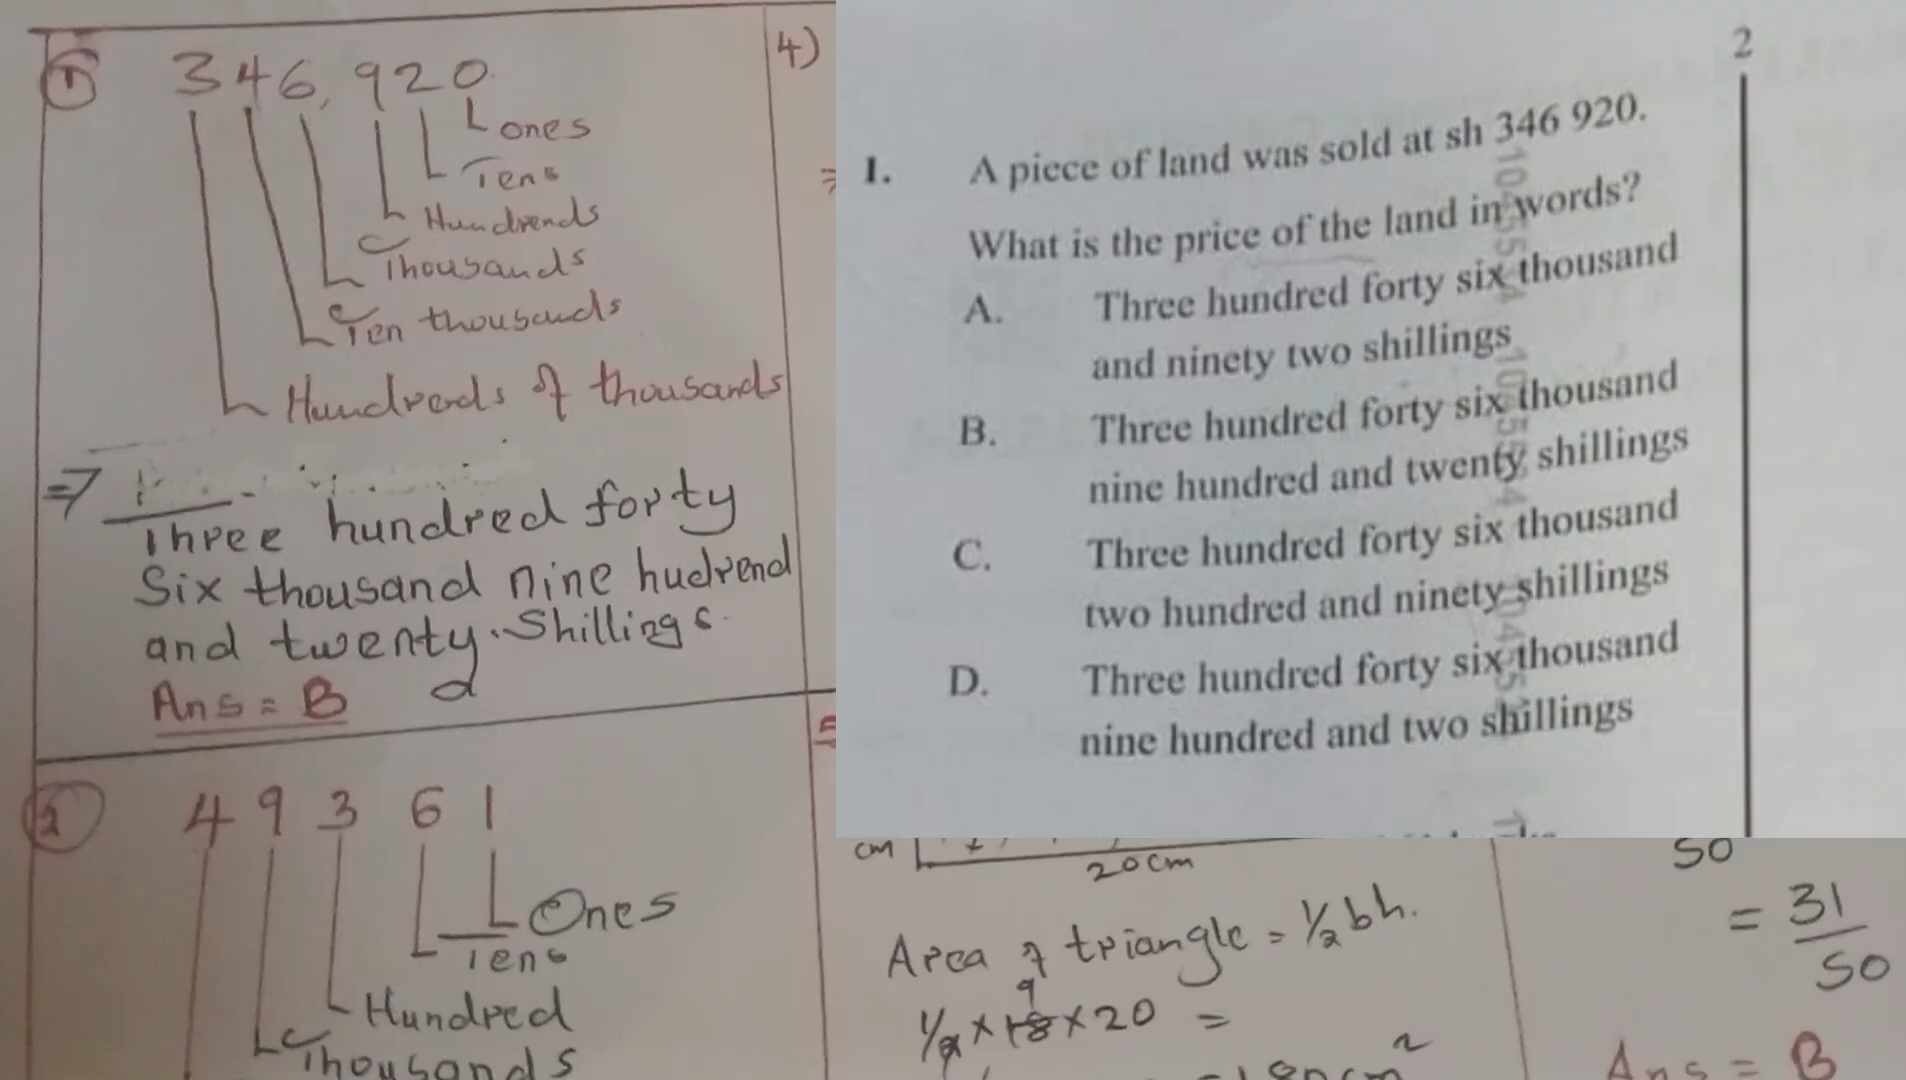 1 346,920
ones
Tens
Hundrends
Thousands
Ten thousands
Hundreds of thousands
⇒ Three hundred forty
Six thousand nine hudrend
and twenty. Shillings.
Ans = B
2 4 9 3 6 1
Ones
Tens
Hundred
Thousands
4)
2
1. A piece of land was sold at sh 346 920.
What is the price of the land in words?
A. Three hundred forty six thousand
and ninety two shillings
B. Three hundred forty six thousand
nine hundred and twenty shillings
C. Three hundred forty six thousand
two hundred and ninety shillings
D. Three hundred forty six thousand
nine hundred and two shillings
cm
20cm
Area of triangle = ½ bh.
9
½ × 18 × 20 =
50
= 31
50
Ans = B